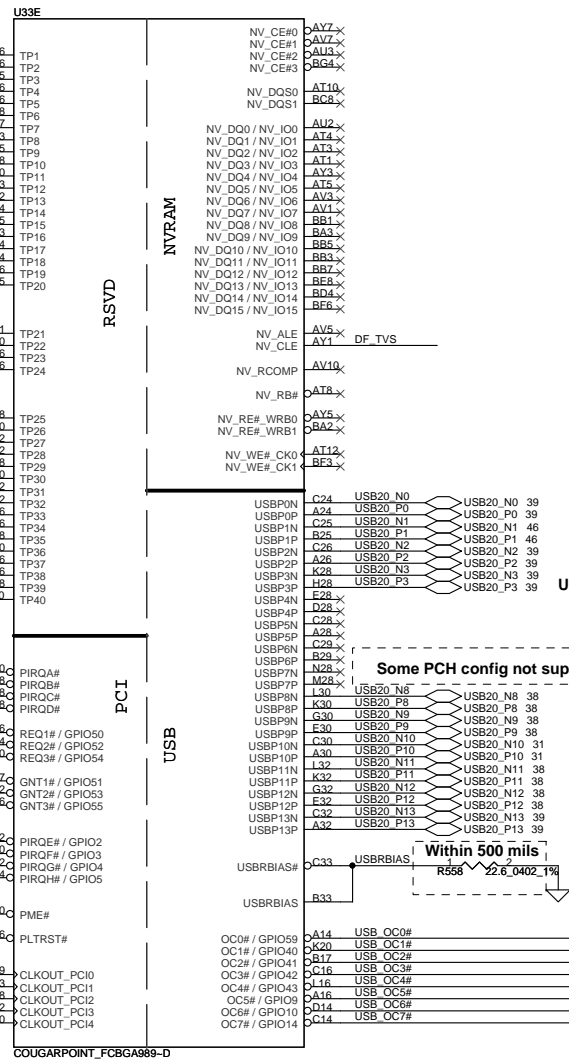 U33E
TP1
TP2
TP3
TP4
TP5
TP6
TP7
TP8
TP9
TP10
TP11
TP12
TP13
TP14
TP15
TP16
TP17
TP18
TP19
TP20
TP21
TP22
TP23
TP24
TP25
TP26
TP27
TP28
TP29
TP30
TP31
TP32
TP33
TP34
TP35
TP36
TP37
TP38
TP39
TP40
RSVD
PIRQA#
PIRQB#
PIRQC#
PIRQD#
REQ1# / GPIO50
REQ2# / GPIO52
REQ3# / GPIO54
GNT1# / GPIO51
GNT2# / GPIO53
GNT3# / GPIO55
PIRQE# / GPIO2
PIRQF# / GPIO3
PIRQG# / GPIO4
PIRQH# / GPIO5
PME#
PLTRST#
CLKOUT_PCI0
CLKOUT_PCI1
CLKOUT_PCI2
CLKOUT_PCI3
CLKOUT_PCI4
PCI
NVRAM
NV_CE#0 AY7
NV_CE#1 AV7
NV_CE#2 AU3
NV_CE#3 BG4
NV_DQS0 AT10
NV_DQS1 BC8
NV_DQ0 / NV_IO0 AU2
NV_DQ1 / NV_IO1 AT4
NV_DQ2 / NV_IO2 AT3
NV_DQ3 / NV_IO3 AT1
NV_DQ4 / NV_IO4 AY3
NV_DQ5 / NV_IO5 AT5
NV_DQ6 / NV_IO6 AV3
NV_DQ7 / NV_IO7 AV1
NV_DQ8 / NV_IO8 BB1
NV_DQ9 / NV_IO9 BA3
NV_DQ10 / NV_IO10 BB5
NV_DQ11 / NV_IO11 BB3
NV_DQ12 / NV_IO12 BB7
NV_DQ13 / NV_IO13 BE8
NV_DQ14 / NV_IO14 BD4
NV_DQ15 / NV_IO15 BF6
NV_ALE AV5
NV_CLE AY1 DF_TVS
NV_RCOMP AV10
NV_RB# AT8
NV_RE#_WRB0 AY5
NV_RE#_WRB1 BA2
NV_WE#_CK0 AT12
NV_WE#_CK1 BF3
USB
USBP0N C24 USB20_N0 USB20_N0 39
USBP0P A24 USB20_P0 USB20_P0 39
USBP1N C25 USB20_N1 USB20_N1 46
USBP1P B25 USB20_P1 USB20_P1 46
USBP2N C26 USB20_N2 USB20_N2 39
USBP2P A26 USB20_P2 USB20_P2 39
USBP3N K28 USB20_N3 USB20_N3 39
USBP3P H28 USB20_P3 USB20_P3 39
U
USBP4N E28
USBP4P D28
USBP5N C28
USBP5P A28
USBP6N C29
USBP6P B29
USBP7N N28
USBP7P M28
Some PCH config not sup
USBP8N L30 USB20_N8 USB20_N8 38
USBP8P K30 USB20_P8 USB20_P8 38
USBP9N G30 USB20_N9 USB20_N9 38
USBP9P E30 USB20_P9 USB20_P9 38
USBP10N C30 USB20_N10 USB20_N10 31
USBP10P A30 USB20_P10 USB20_P10 31
USBP11N L32 USB20_N11 USB20_N11 38
USBP11P K32 USB20_P11 USB20_P11 38
USBP12N G32 USB20_N12 USB20_N12 38
USBP12P E32 USB20_P12 USB20_P12 38
USBP13N C32 USB20_N13 USB20_N13 39
USBP13P A32 USB20_P13 USB20_P13 39
Within 500 mils
USBRBIAS# C33 USBRBIAS 1 2
R558 22.6_0402_1%
USBRBIAS B33
OC0# / GPIO59 A14 USB_OC0#
OC1# / GPIO40 K20 USB_OC1#
OC2# / GPIO41 B17 USB_OC2#
OC3# / GPIO42 C16 USB_OC3#
OC4# / GPIO43 L16 USB_OC4#
OC5# / GPIO9 A16 USB_OC5#
OC6# / GPIO10 D14 USB_OC6#
OC7# / GPIO14 C14 USB_OC7#
COUGARPOINT_FCBGA989~D